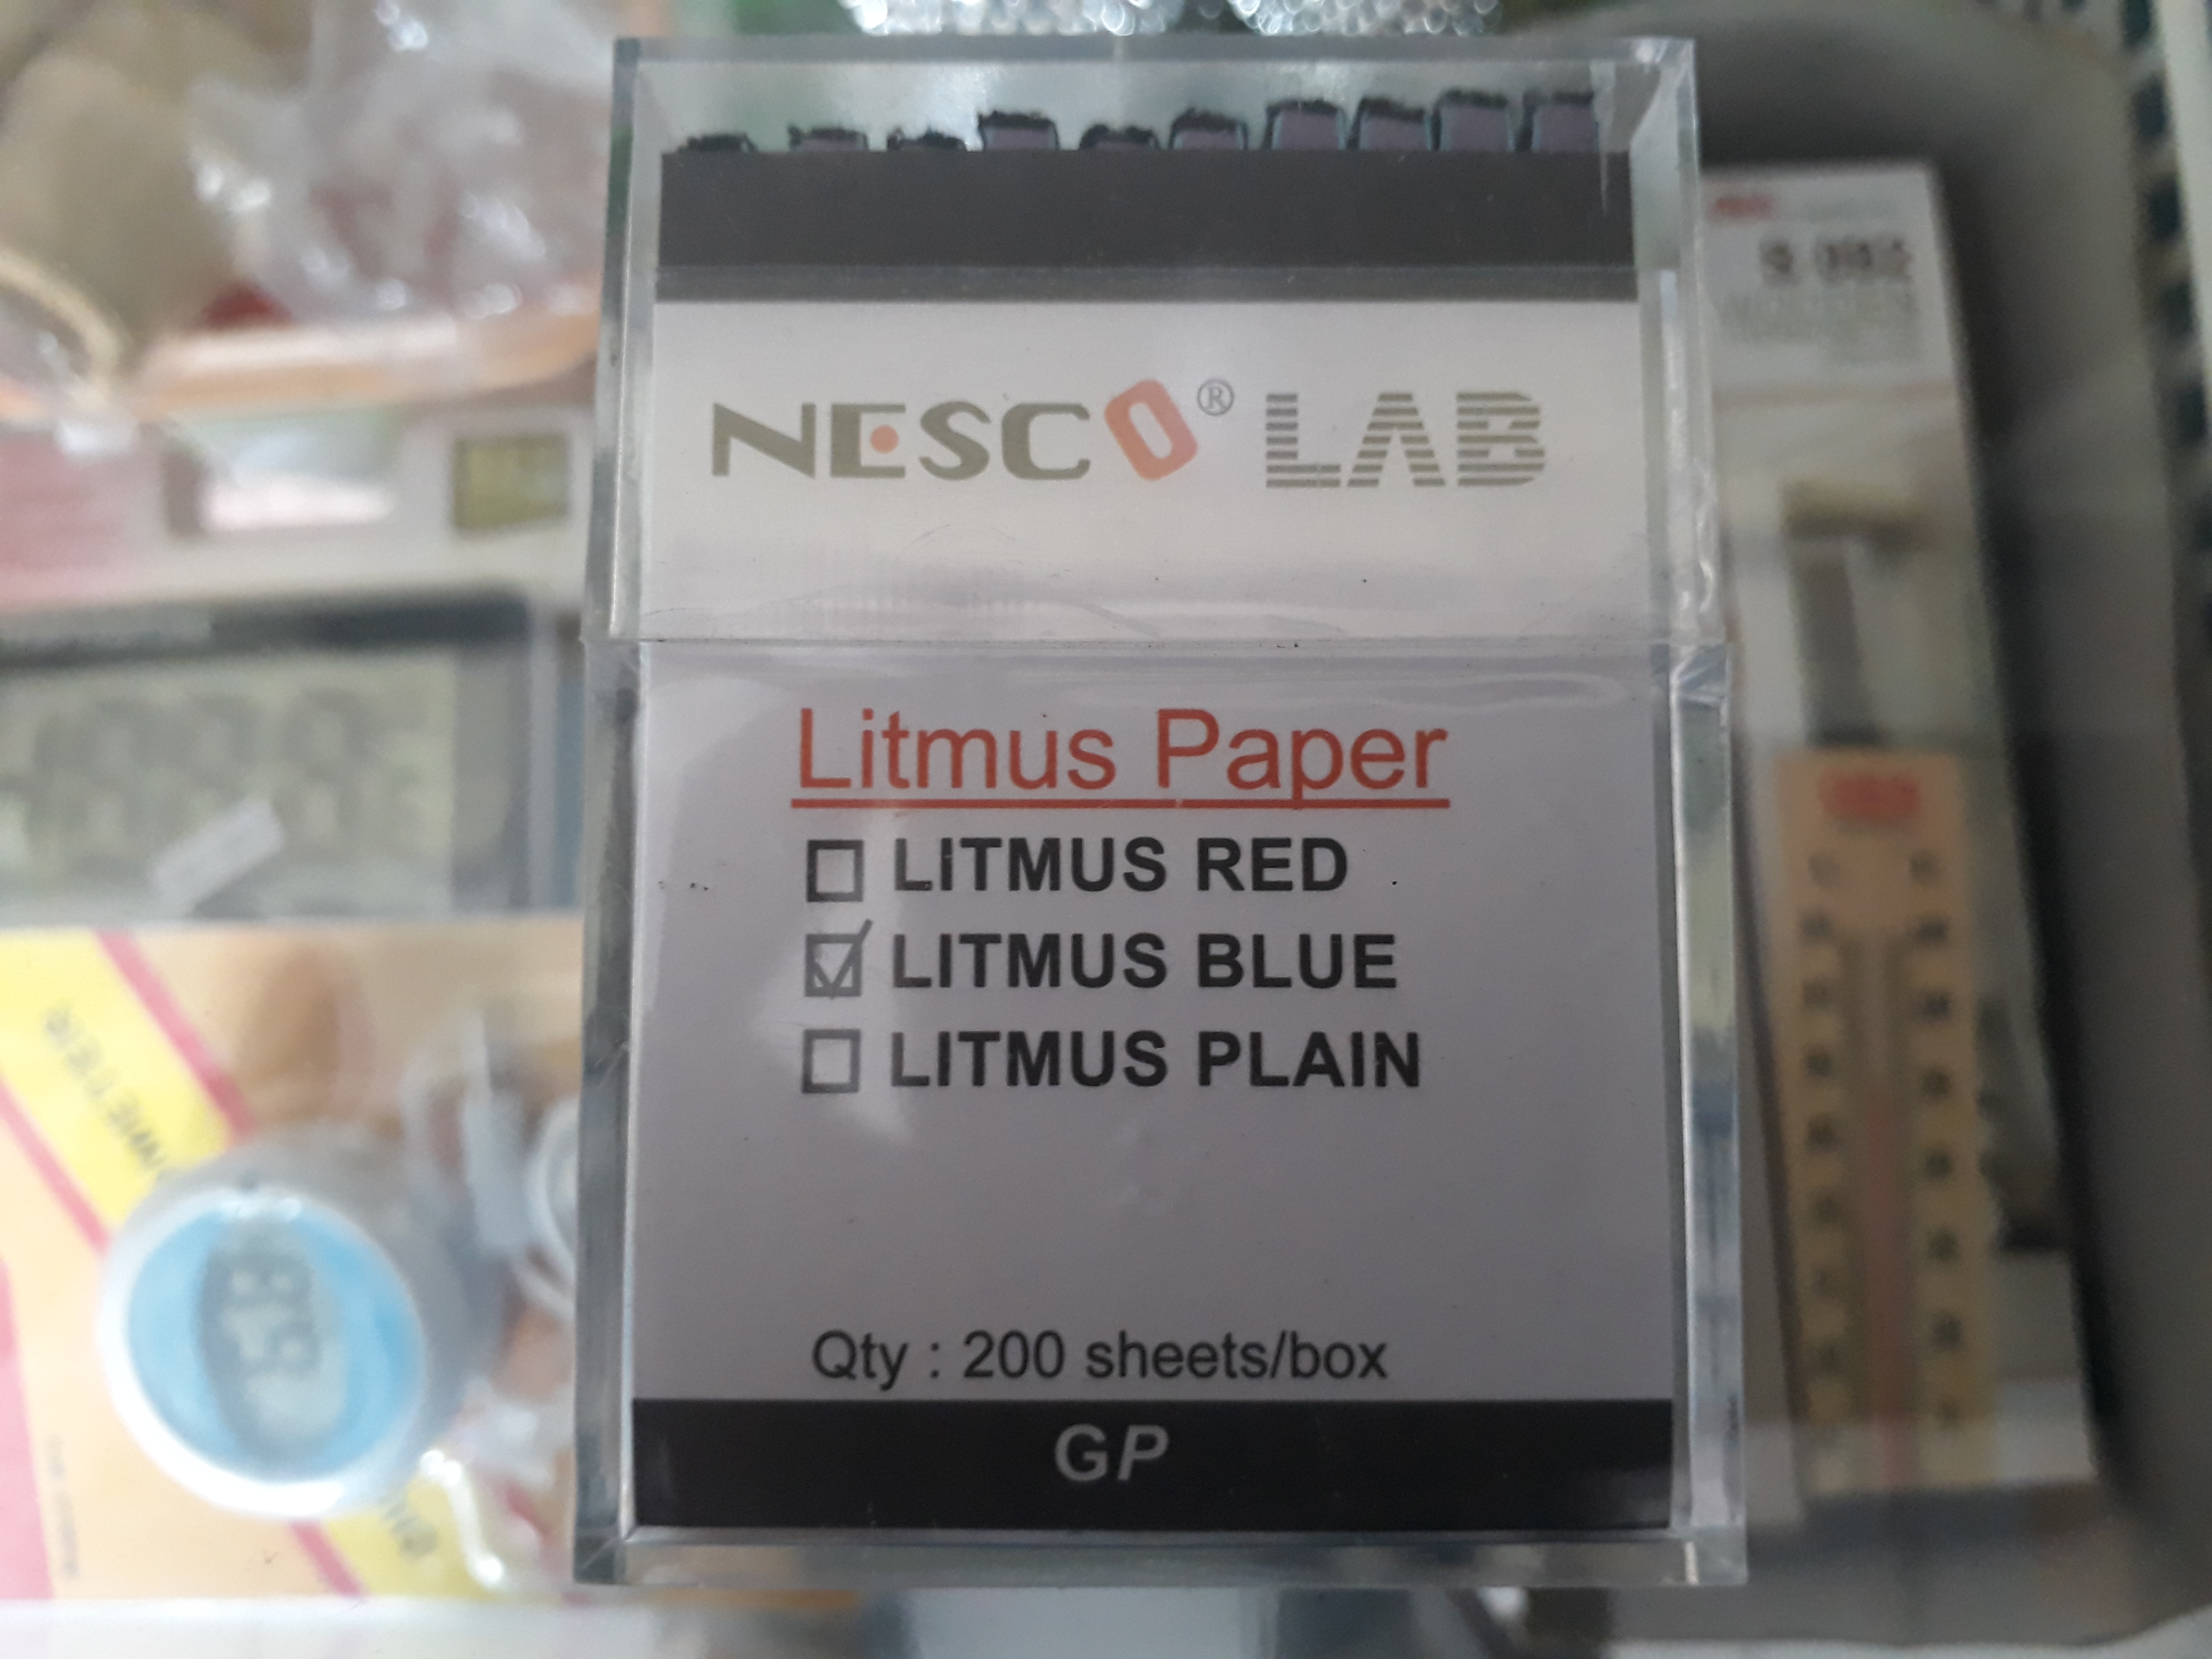 NESCO® LAB
Litmus Paper
LITMUS RED
LITMUS BLUE
LITMUS PLAIN
Qty : 200 sheets/box
GP